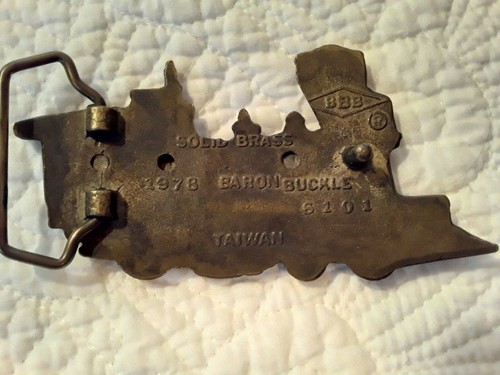 BBB
®
SOLID BRASS
1978 BARON BUCKLE
6101
TAIWAN